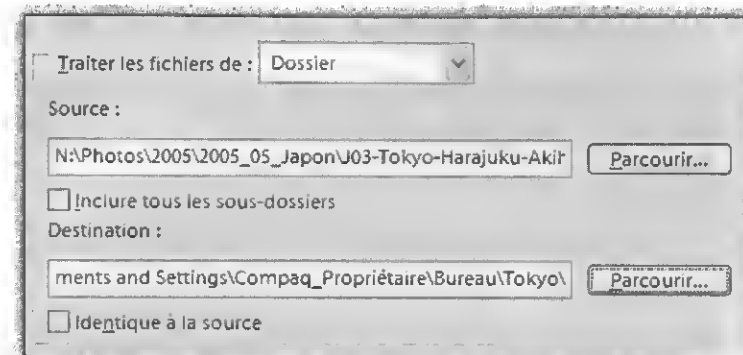 Traiter les fichiers de : Dossier
Source :
N:\Photos\2005\2005_05_Japon\J03-Tokyo-Harajuku-Akih Parcourir...
Inclure tous les sous-dossiers
Destination :
ments and Settings\Compaq_Propriétaire\Bureau\Tokyo\ Parcourir...
Identique à la source